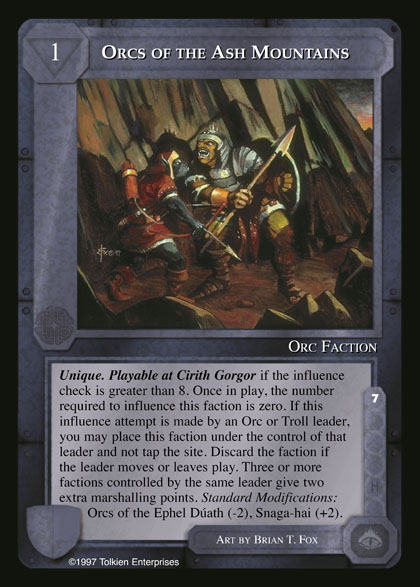 1
Orcs of the Ash Mountains
Orc Faction
Unique. Playable at Cirith Gorgor if the influence
check is greater than 8. Once in play, the number
required to influence this faction is zero. If this
influence attempt is made by an Orc or Troll leader,
you may place this faction under the control of that
leader and not tap the site. Discard the faction if
the leader moves or leaves play. Three or more
factions controlled by the same leader give two
extra marshalling points. Standard Modifications:
Orcs of the Ephel Dúath (-2), Snaga-hai (+2).
7
H
Art by Brian T. Fox
©1997 Tolkien Enterprises